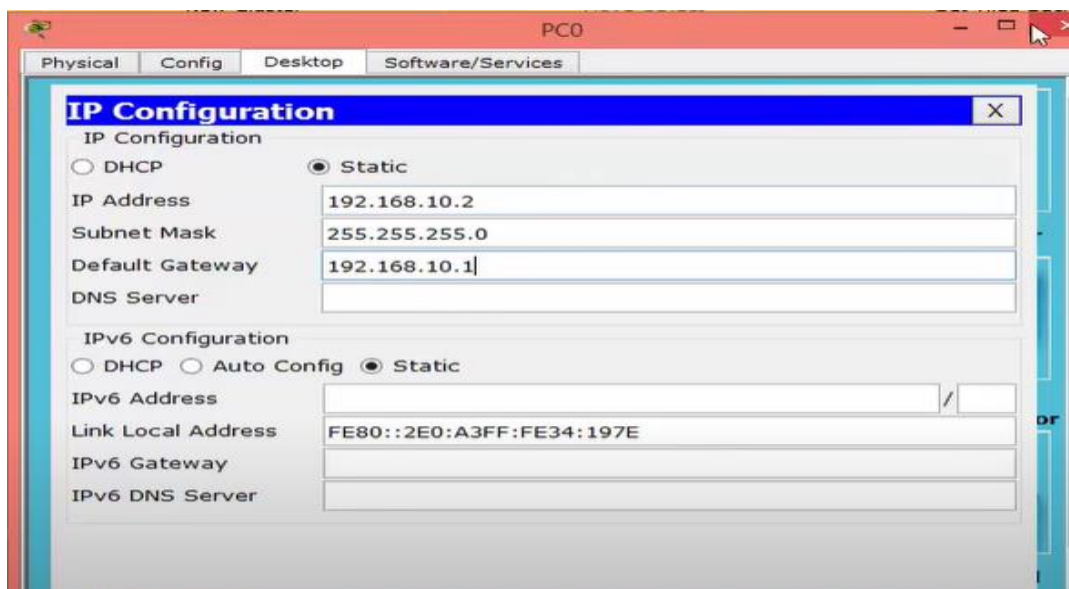 PC0
Physical Config Desktop Software/Services
IP Configuration X
IP Configuration
DHCP Static
IP Address 192.168.10.2
Subnet Mask 255.255.255.0
Default Gateway 192.168.10.1
DNS Server
IPv6 Configuration
DHCP Auto Config Static
IPv6 Address /
Link Local Address FE80::2E0:A3FF:FE34:197E
IPv6 Gateway
IPv6 DNS Server